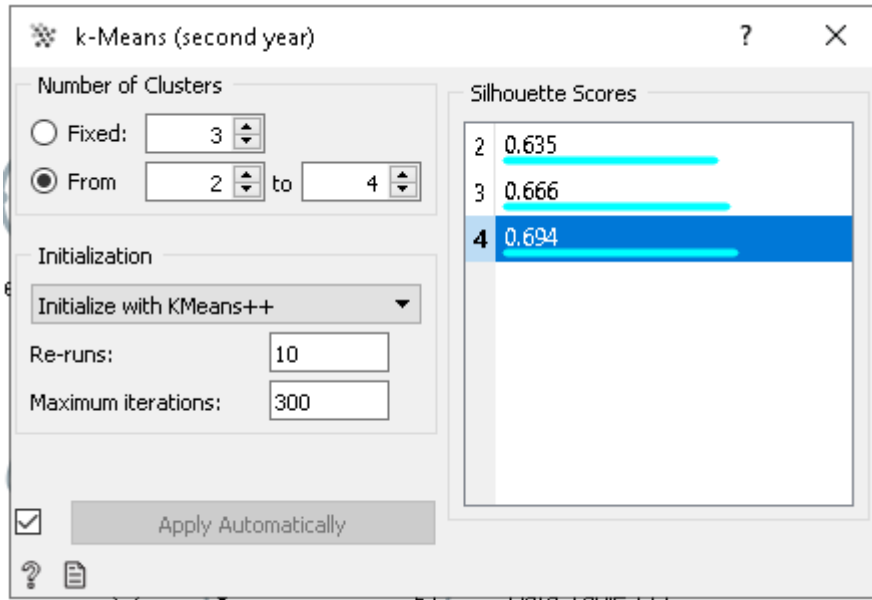 k-Means (second year)
? ×
Number of Clusters
Fixed: 3
From 2 to 4
Initialization
Initialize with KMeans++
Re-runs: 10
Maximum iterations: 300
Apply Automatically
?
Silhouette Scores
2 0.635
3 0.666
4 0.694